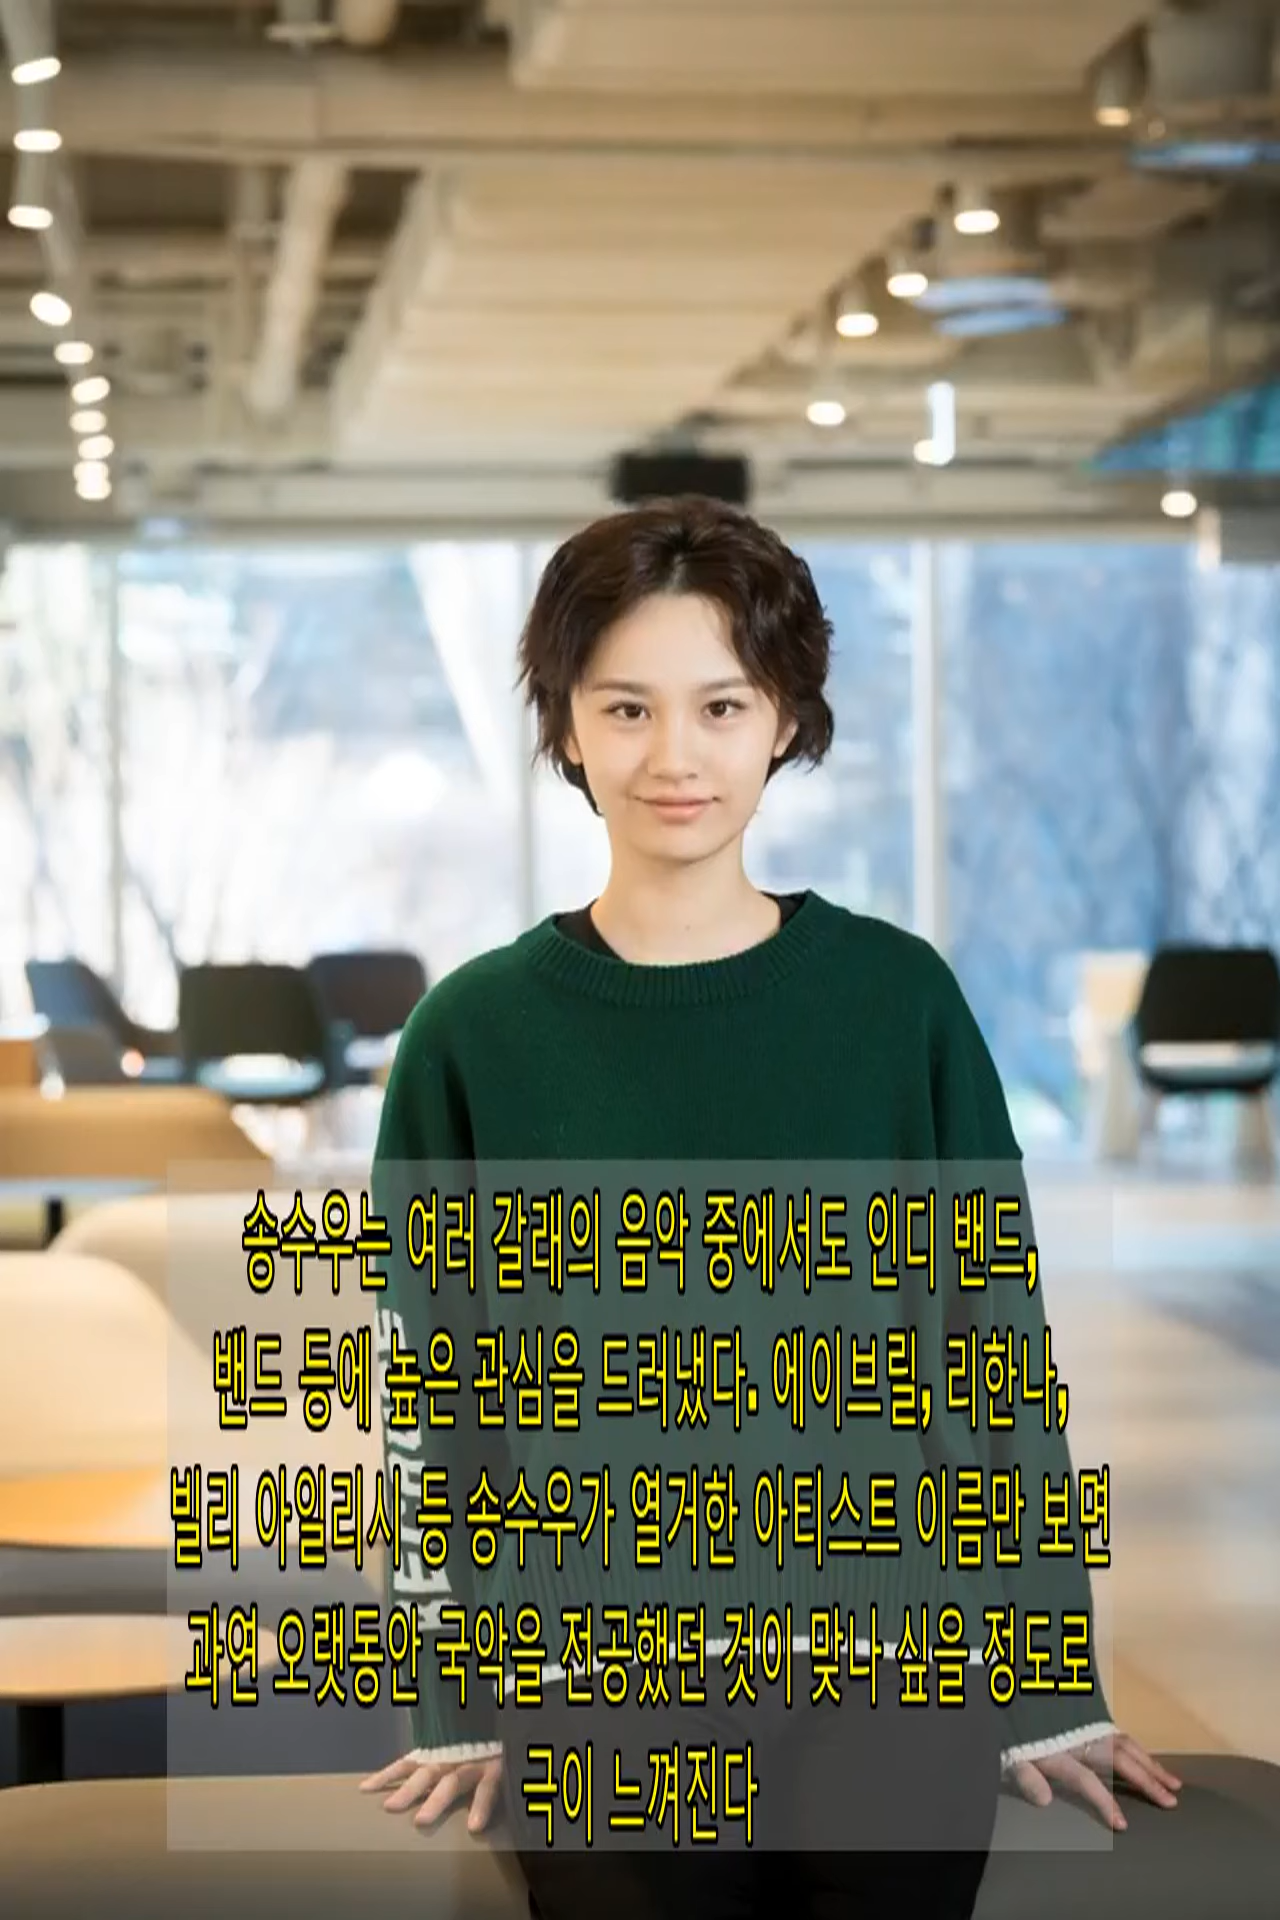 송수우는 여러 갈래의 음악 중에서도 인디 밴드,
밴드 등에 높은 관심을 드러냈다. 에이브릴, 리한나,
빌리 아일리시 등 송수우가 열거한 아티스트 이름만 보면
과연 오랫동안 국악을 전공했던 것이 맞나 싶을 정도로
극이 느껴진다